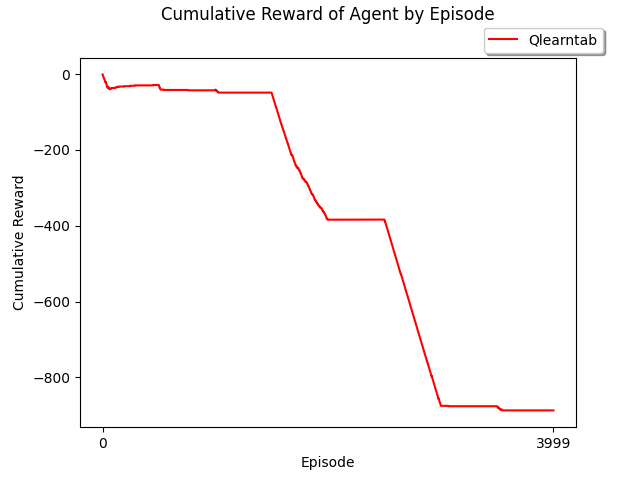 Cumulative Reward of Agent by Episode
Qlearntab
0
−200
−400
−600
−800
Cumulative Reward
0
3999
Episode